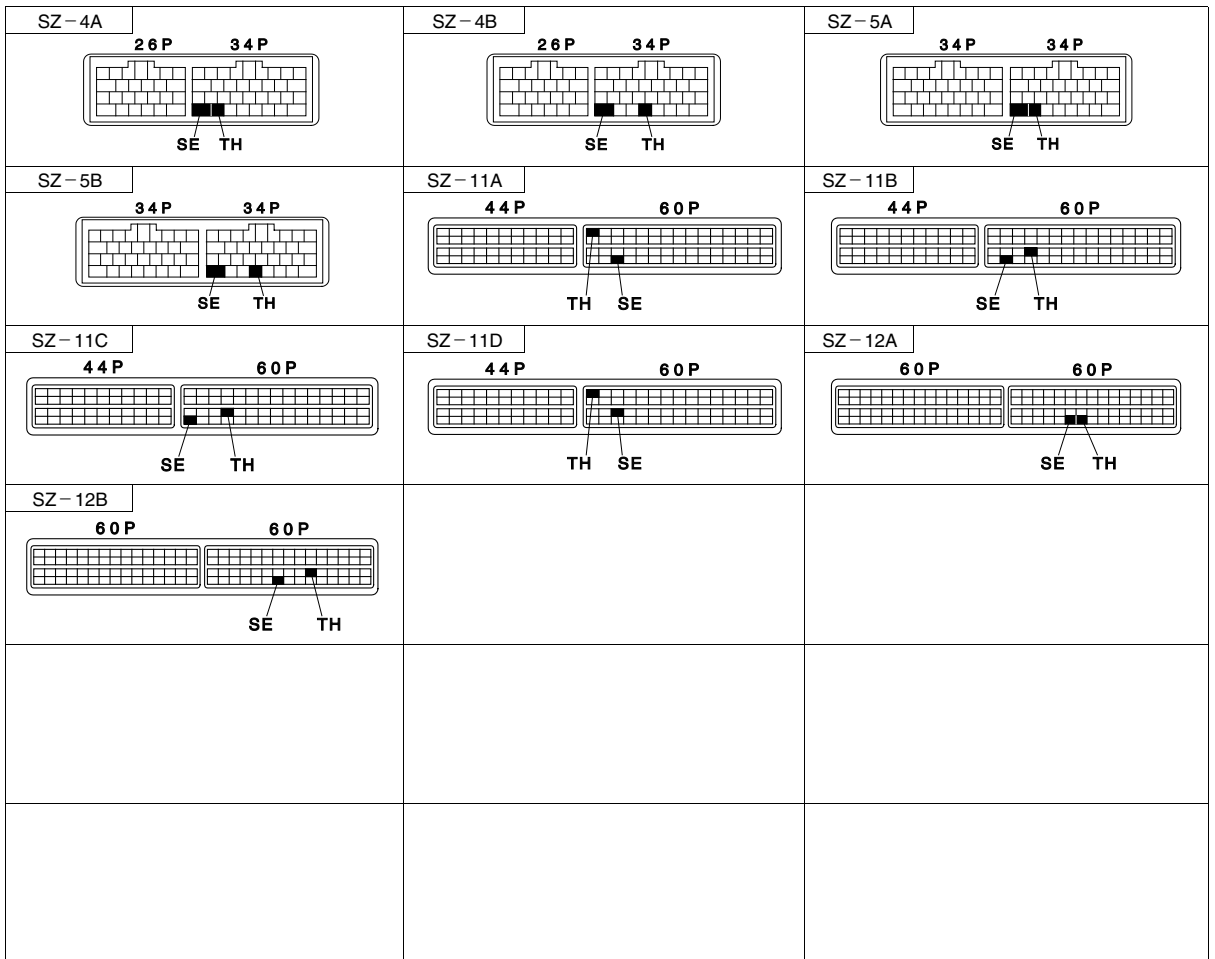 SZ－4A
26P 34P
SE TH
SZ－4B
26P 34P
SE TH
SZ－5A
34P 34P
SE TH
SZ－5B
34P 34P
SE TH
SZ－11A
44P 60P
TH SE
SZ－11B
44P 60P
SE TH
SZ－11C
44P 60P
SE TH
SZ－11D
44P 60P
TH SE
SZ－12A
60P 60P
SE TH
SZ－12B
60P 60P
SE TH